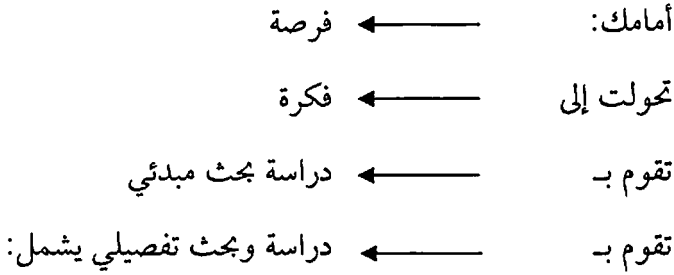 أمامك: ← فرصة
تحولت إلى ← فكرة
تقوم بـ ← دراسة بحث مبدئي
تقوم بـ ← دراسة وبحث تفصيلي يشمل: